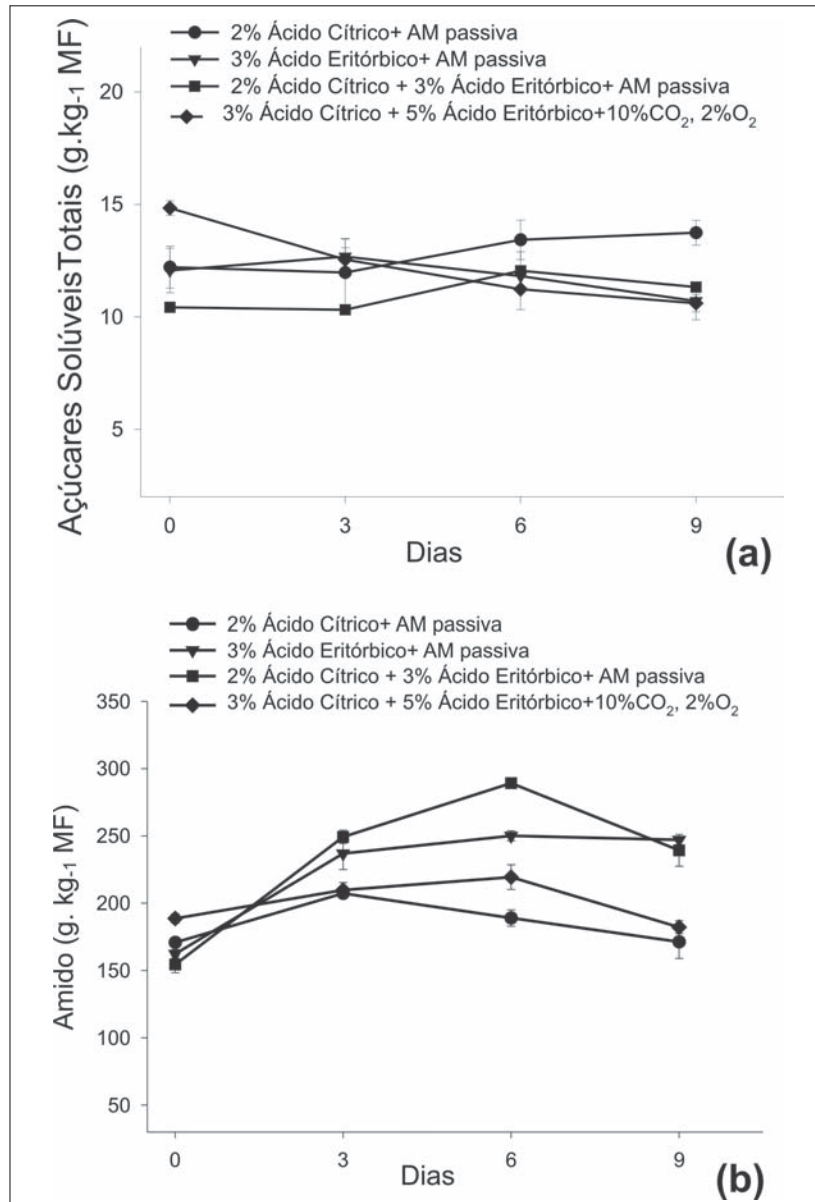 2% Ácido Cítrico+ AM passiva
3% Ácido Eritórbico+ AM passiva
2% Ácido Cítrico + 3% Ácido Eritórbico+ AM passiva
3% Ácido Cítrico + 5% Ácido Eritórbico+10%CO₂, 2%O₂
Açúcares SolúveisTotais (g.kg-1 MF)
20
15
10
5
0 3 6 9
Dias
(a)
2% Ácido Cítrico+ AM passiva
3% Ácido Eritórbico+ AM passiva
2% Ácido Cítrico + 3% Ácido Eritórbico+ AM passiva
3% Ácido Cítrico + 5% Ácido Eritórbico+10%CO₂, 2%O₂
Amido (g. kg-1 MF)
350
300
250
200
150
100
50
0 3 6 9
Dias
(b)